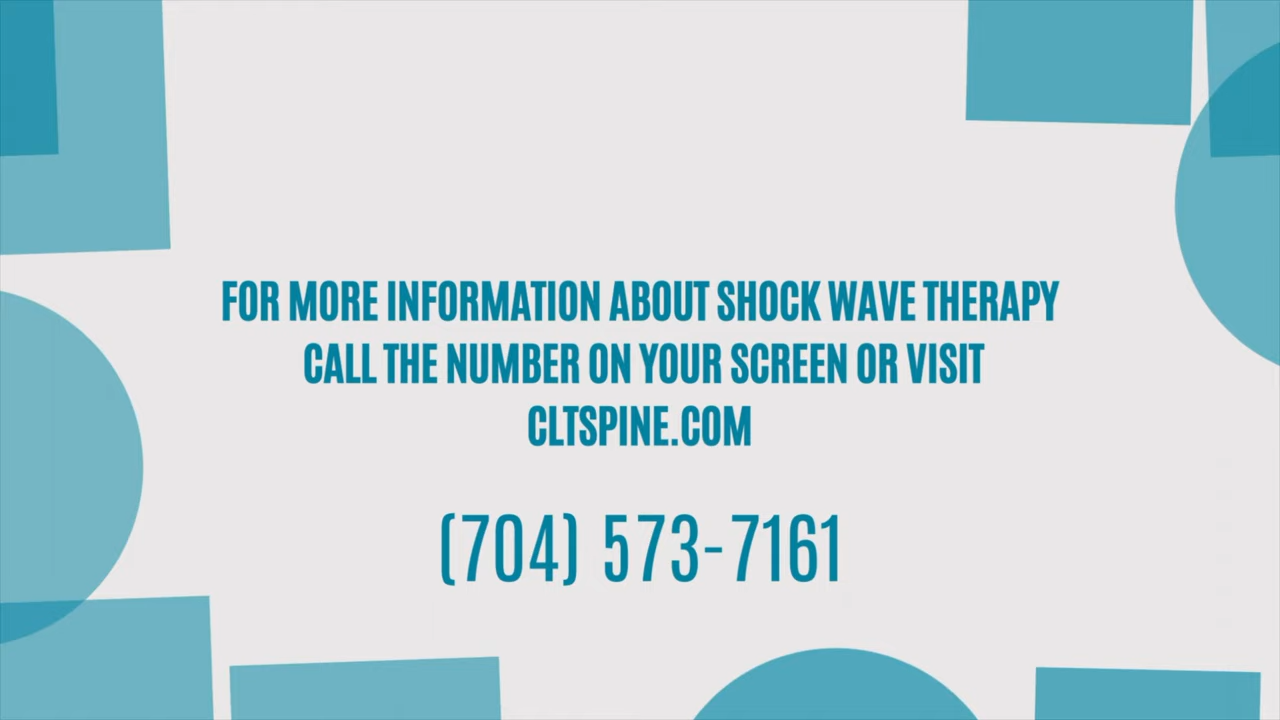 FOR MORE INFORMATION ABOUT SHOCK WAVE THERAPY
CALL THE NUMBER ON YOUR SCREEN OR VISIT
CLTSPINE.COM
(704) 573-7161